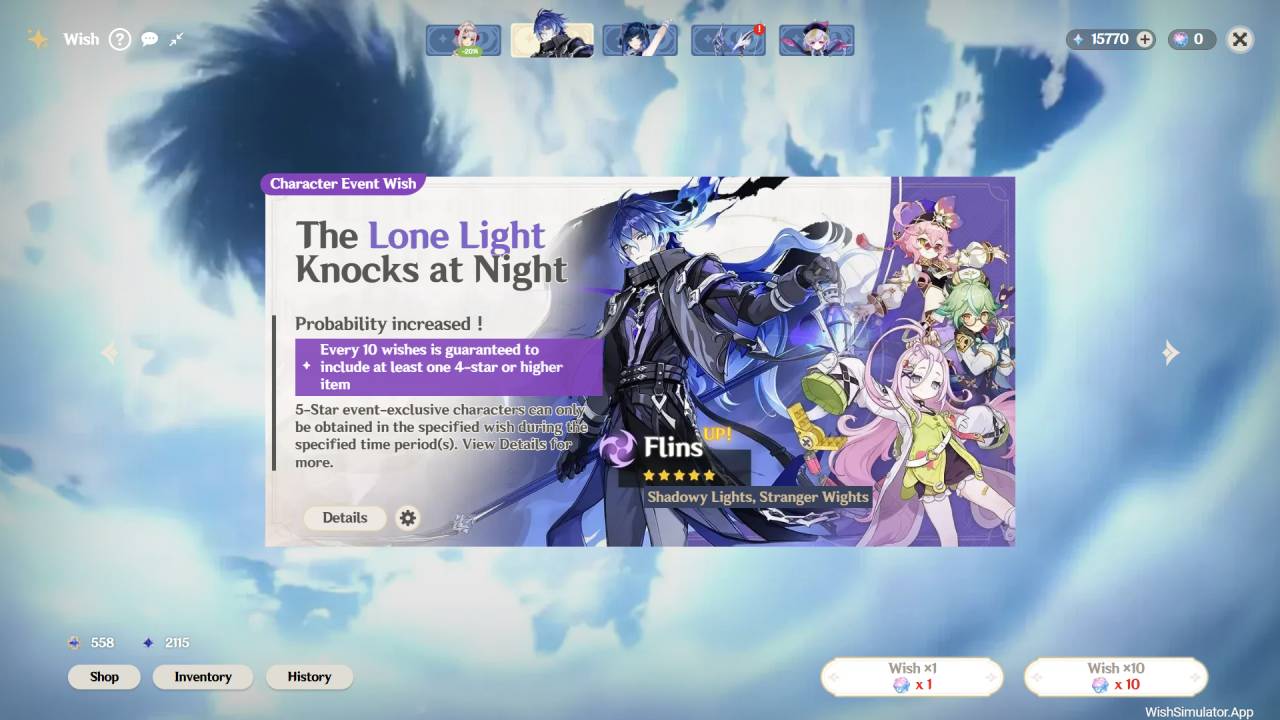 Wish ?
-20%
!
15770
0
Character Event Wish
The Lone Light
Knocks at Night
Probability increased !
Every 10 wishes is guaranteed to
include at least one 4-star or higher
item
5-Star event-exclusive characters can only
be obtained in the specified wish during the
specified time period(s). View Details for
more.
Flins UP!
Shadowy Lights, Stranger Wights
Details
558 2115
Shop Inventory History
Wish ×1
x 1
Wish ×10
x 10
WishSimulator.App